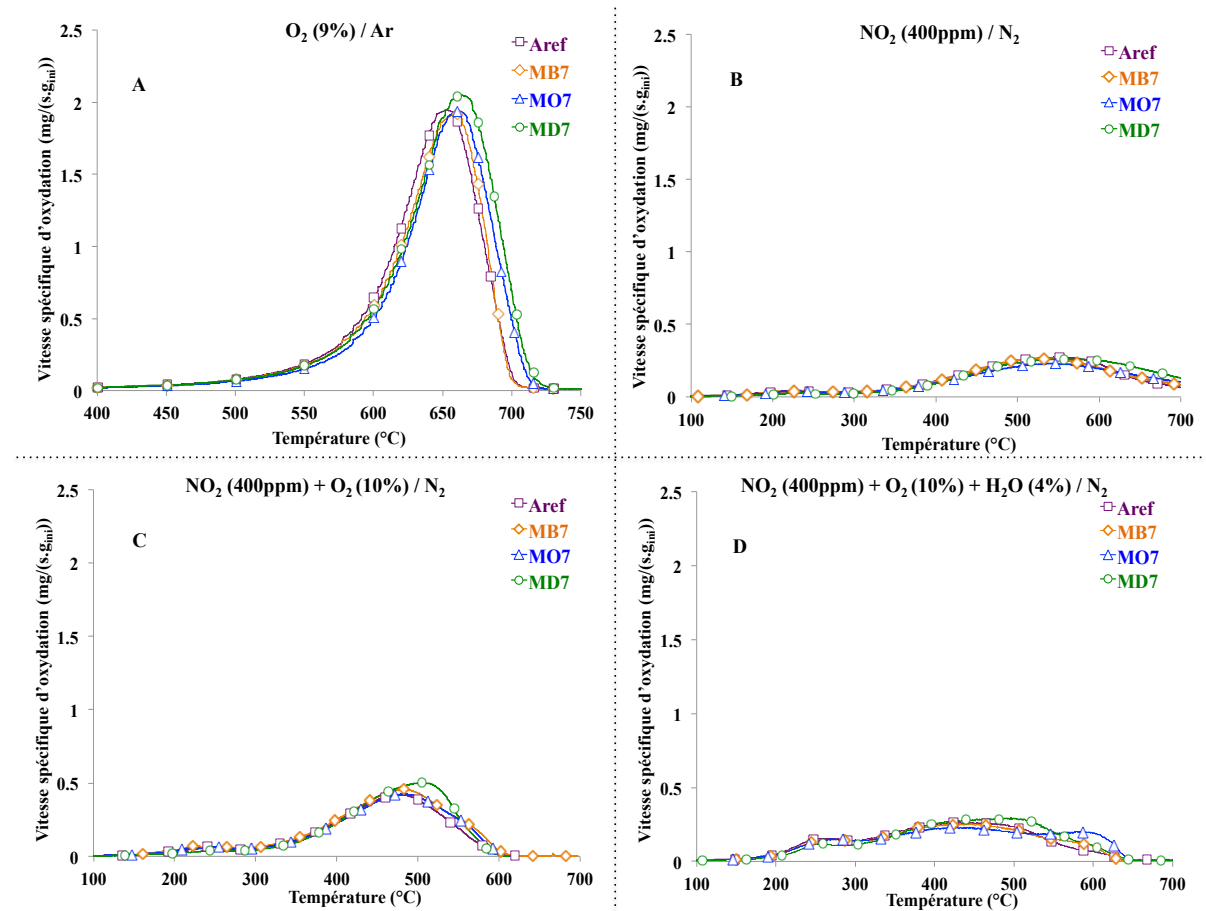 O₂ (9%) / Ar
A
Vitesse spécifique d'oxydation (mg/(s.gini))
2.5
2
1.5
1
0.5
0
400 450 500 550 600 650 700 750
Température (°C)
Aref
MB7
MO7
MD7
NO₂ (400ppm) / N₂
B
Vitesse spécifique d'oxydation (mg/(s.gini))
2.5
2
1.5
1
0.5
0
100 200 300 400 500 600 700
Température (°C)
Aref
MB7
MO7
MD7
NO₂ (400ppm) + O₂ (10%) / N₂
C
Vitesse spécifique d'oxydation (mg/(s.gini))
2.5
2
1.5
1
0.5
0
100 200 300 400 500 600 700
Température (°C)
Aref
MB7
MO7
MD7
NO₂ (400ppm) + O₂ (10%) + H₂O (4%) / N₂
D
Vitesse spécifique d'oxydation (mg/(s.gini))
2.5
2
1.5
1
0.5
0
100 200 300 400 500 600 700
Température (°C)
Aref
MB7
MO7
MD7